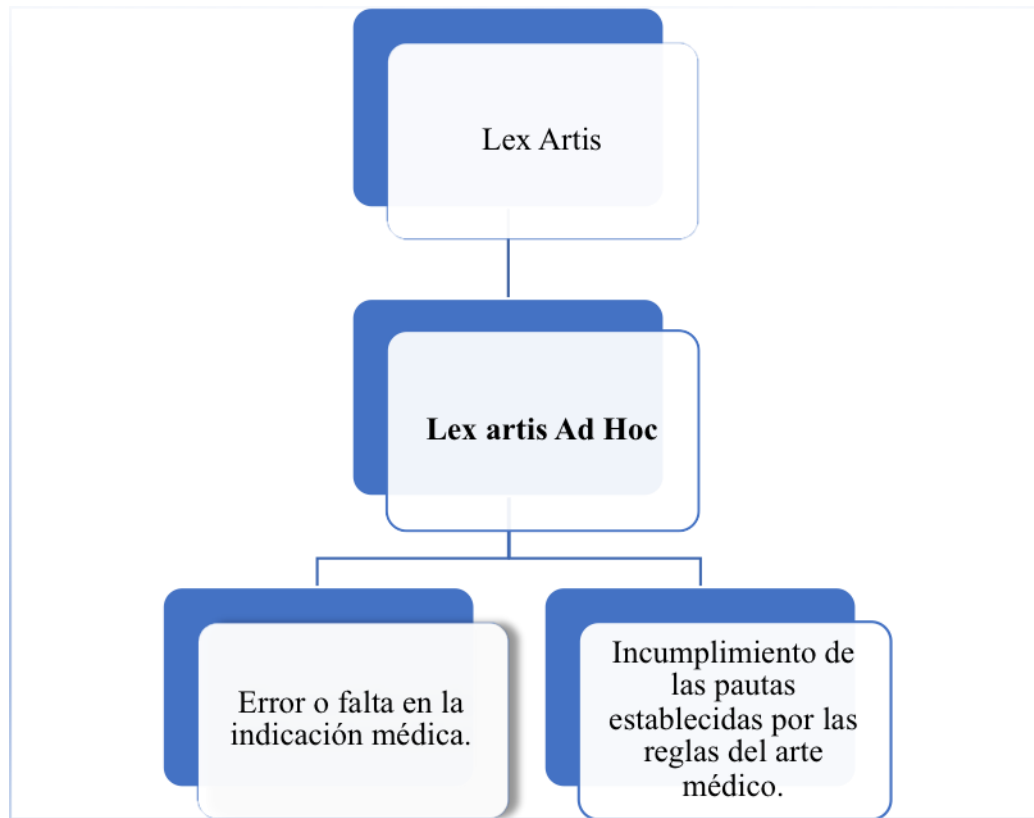 Lex Artis
Lex artis Ad Hoc
Error o falta en la
indicación médica.
Incumplimiento de
las pautas
establecidas por las
reglas del arte
médico.